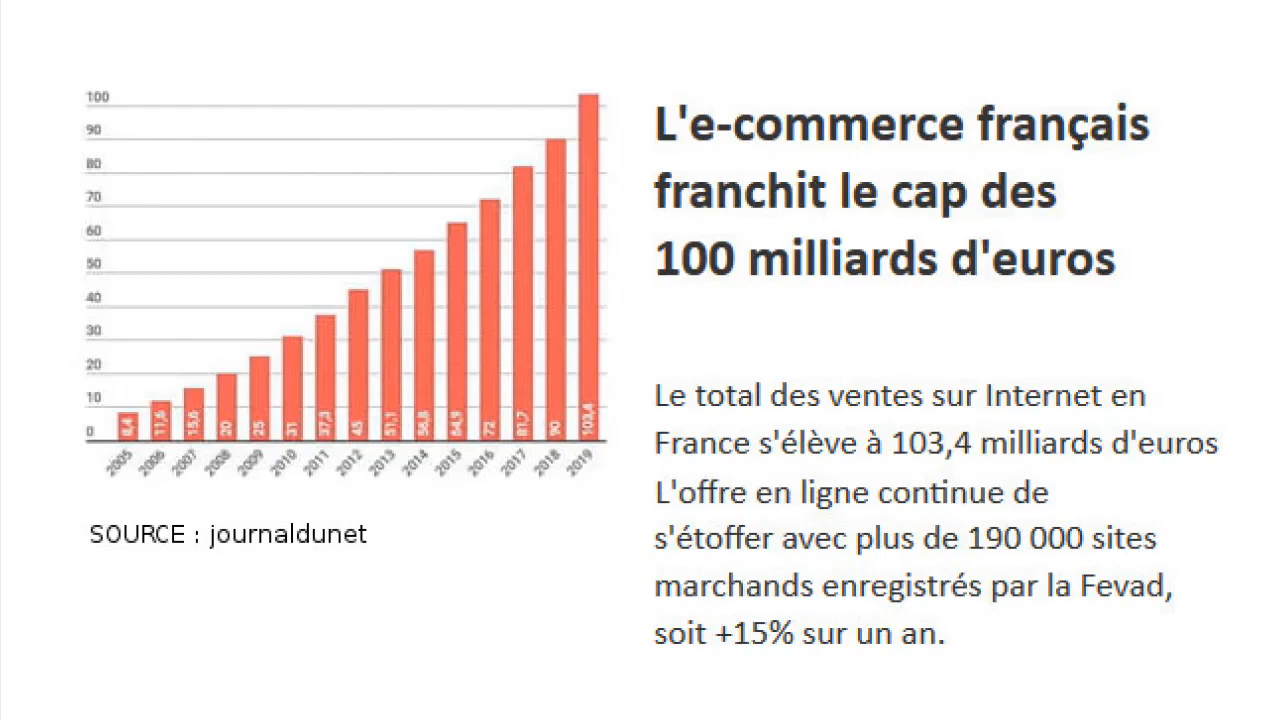 100
90
80
70
60
50
40
30
20
10
0
8,4 11,6 15,6 20 25 31 37,3 45 51,1 56,8 64,9 72 81,7 90 103,4
2005 2006 2007 2008 2009 2010 2011 2012 2013 2014 2015 2016 2017 2018 2019
SOURCE : journaldunet
L'e-commerce français
franchit le cap des
100 milliards d'euros
Le total des ventes sur Internet en
France s'élève à 103,4 milliards d'euros
L'offre en ligne continue de
s'étoffer avec plus de 190 000 sites
marchands enregistrés par la Fevad,
soit +15% sur un an.